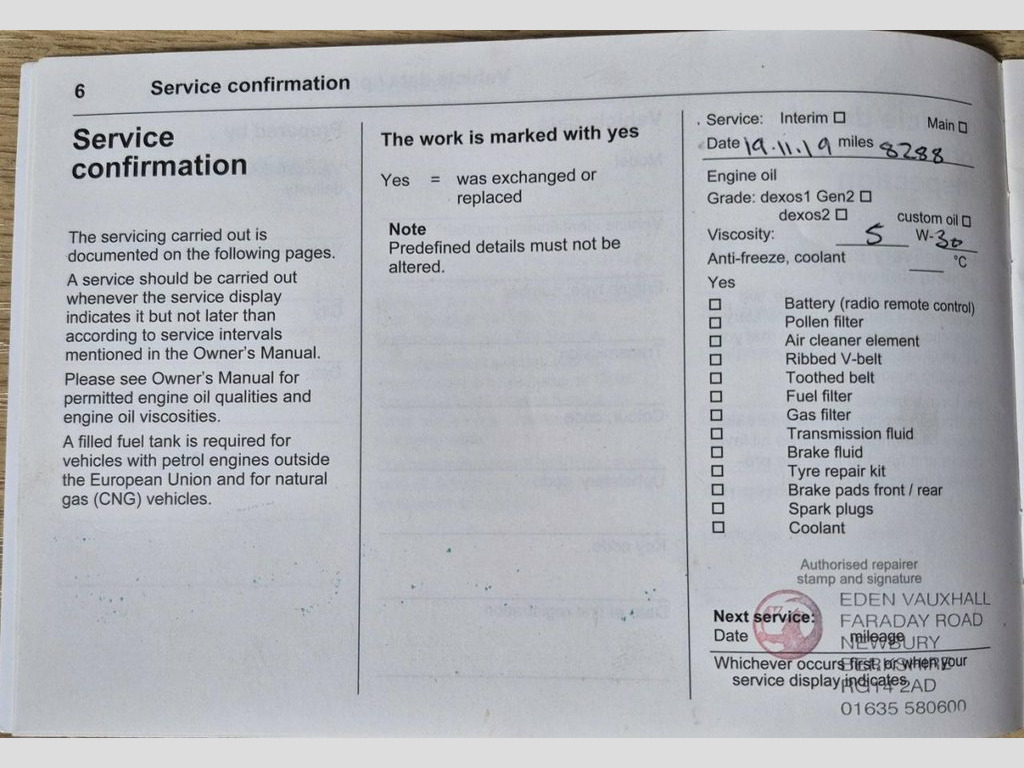 6 Service confirmation
Service
confirmation
The servicing carried out is
documented on the following pages.
A service should be carried out
whenever the service display
indicates it but not later than
according to service intervals
mentioned in the Owner's Manual.
Please see Owner's Manual for
permitted engine oil qualities and
engine oil viscosities.
A filled fuel tank is required for
vehicles with petrol engines outside
the European Union and for natural
gas (CNG) vehicles.
The work is marked with yes
Yes = was exchanged or
replaced
Note
Predefined details must not be
altered.
Service: Interim ☐ Main ☐
Date 19.11.19 miles 8288
Engine oil
Grade: dexos1 Gen2 ☐
dexos2 ☐ custom oil ☐
Viscosity: 5 W-30
Anti-freeze, coolant ___ °C
Yes
☐ Battery (radio remote control)
☐ Pollen filter
☐ Air cleaner element
☐ Ribbed V-belt
☐ Toothed belt
☐ Fuel filter
☐ Gas filter
☐ Transmission fluid
☐ Brake fluid
☐ Tyre repair kit
☐ Brake pads front / rear
☐ Spark plugs
☐ Coolant
Authorised repairer
stamp and signature
EDEN VAUXHALL
FARADAY ROAD
NEWBURY
BERKSHIRE
RG14 2AD
01635 580600
Next service:
Date mileage
Whichever occurs first, or when your
service display indicates.